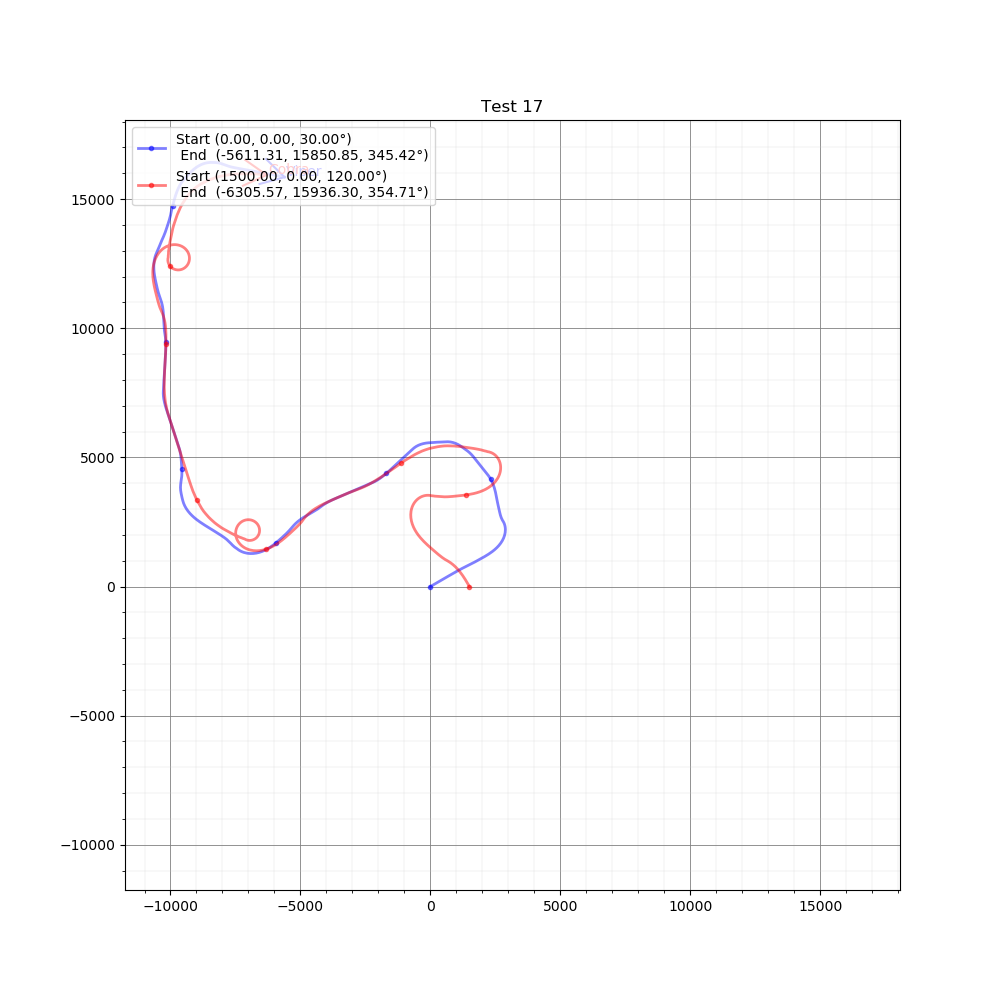 Test 17
Start (0.00, 0.00, 30.00°)
End (-5611.31, 15850.85, 345.42°)
Start (1500.00, 0.00, 120.00°)
End (-6305.57, 15936.30, 354.71°)
15000
10000
5000
0
−5000
−10000
−10000 −5000 0 5000 10000 15000